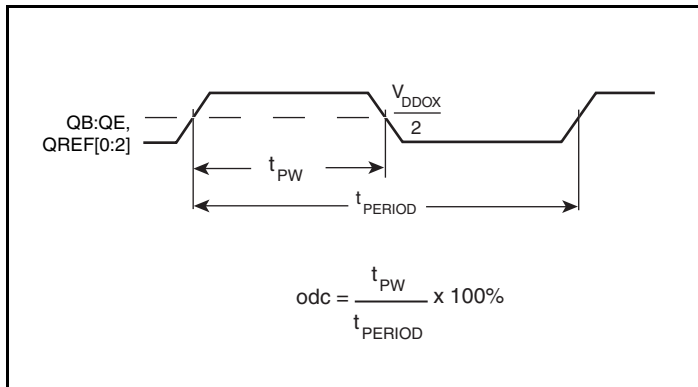 V_DDOX
2
QB:QE,
QREF[0:2]
t_PW
t_PERIOD
odc = t_PW / t_PERIOD x 100%